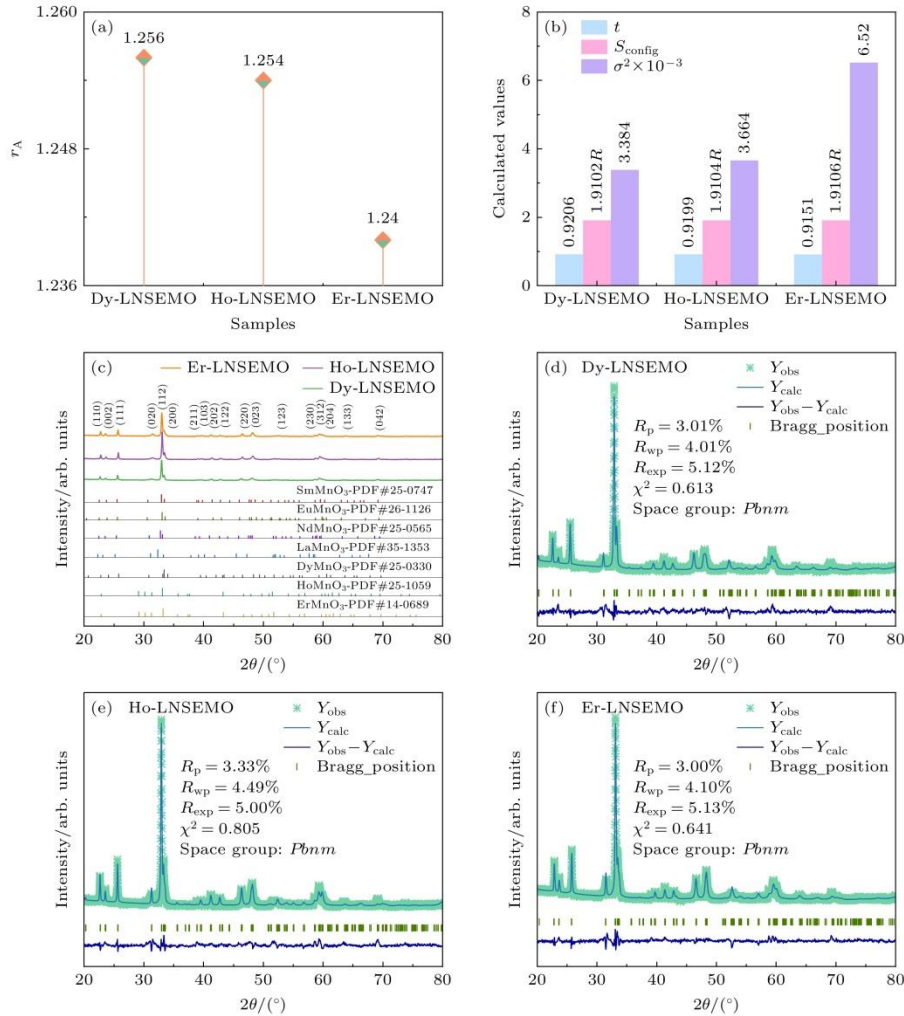 (a)
1.260
1.248
1.236
r_A
1.256
1.254
1.24
Dy-LNSEMO Ho-LNSEMO Er-LNSEMO
Samples
(b)
t
S_config
σ²×10⁻³
8
6
4
2
0
Calculated values
0.9206
1.9102R
3.384
0.9199
1.9104R
3.664
0.9151
1.9106R
6.52
Dy-LNSEMO Ho-LNSEMO Er-LNSEMO
Samples
(c)
Er-LNSEMO Ho-LNSEMO
Dy-LNSEMO
(110) (002) (111) (020) (112) (200) (211) (103) (202) (122) (220) (023) (123) (230) (312) (204) (133) (042)
SmMnO₃-PDF#25-0747
EuMnO₃-PDF#26-1126
NdMnO₃-PDF#25-0565
LaMnO₃-PDF#35-1353
DyMnO₃-PDF#25-0330
HoMnO₃-PDF#25-1059
ErMnO₃-PDF#14-0689
Intensity/arb. units
20 30 40 50 60 70 80
2θ/(°)
(d) Dy-LNSEMO
Y_obs
Y_calc
Y_obs−Y_calc
Bragg_position
R_p = 3.01%
R_wp = 4.01%
R_exp = 5.12%
χ² = 0.613
Space group: Pbnm
Intensity/arb. units
20 30 40 50 60 70 80
2θ/(°)
(e) Ho-LNSEMO
Y_obs
Y_calc
Y_obs−Y_calc
Bragg_position
R_p = 3.33%
R_wp = 4.49%
R_exp = 5.00%
χ² = 0.805
Space group: Pbnm
Intensity/arb. units
20 30 40 50 60 70 80
2θ/(°)
(f) Er-LNSEMO
Y_obs
Y_calc
Y_obs−Y_calc
Bragg_position
R_p = 3.00%
R_wp = 4.10%
R_exp = 5.13%
χ² = 0.641
Space group: Pbnm
Intensity/arb. units
20 30 40 50 60 70 80
2θ/(°)